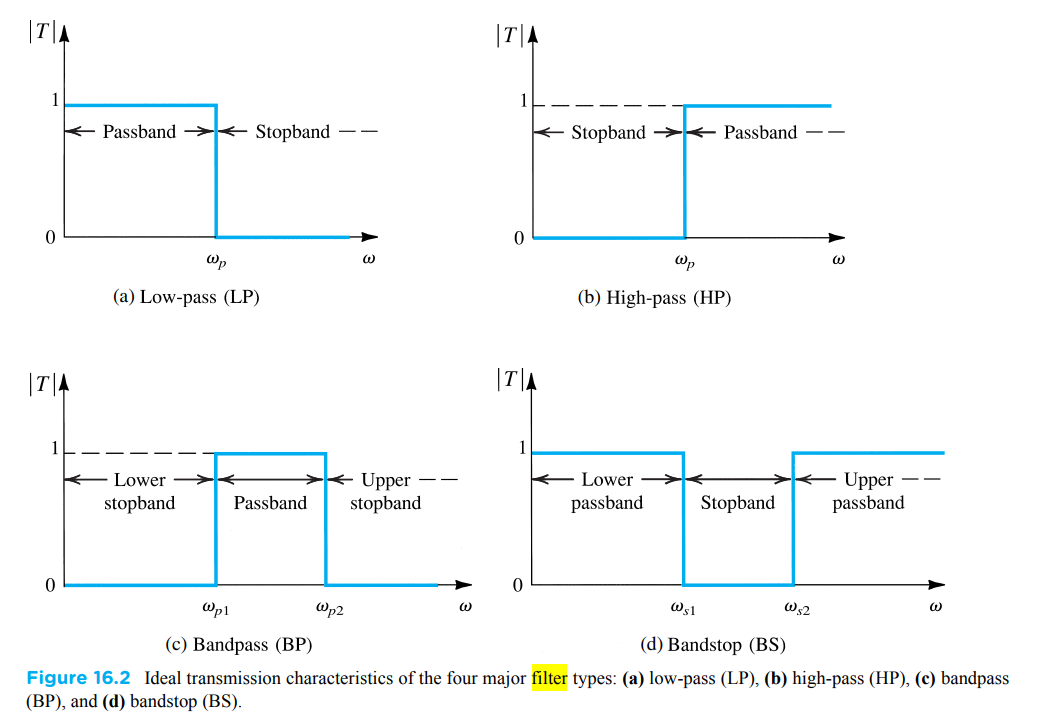 |T|
1
Passband
Stopband
0
ωp
ω
(a) Low-pass (LP)
|T|
1
Stopband
Passband
0
ωp
ω
(b) High-pass (HP)
|T|
1
Lower
stopband
Passband
Upper
stopband
0
ωp1
ωp2
ω
(c) Bandpass (BP)
|T|
1
Lower
passband
Stopband
Upper
passband
0
ωs1
ωs2
ω
(d) Bandstop (BS)
Figure 16.2 Ideal transmission characteristics of the four major filter types: (a) low-pass (LP), (b) high-pass (HP), (c) bandpass
(BP), and (d) bandstop (BS).